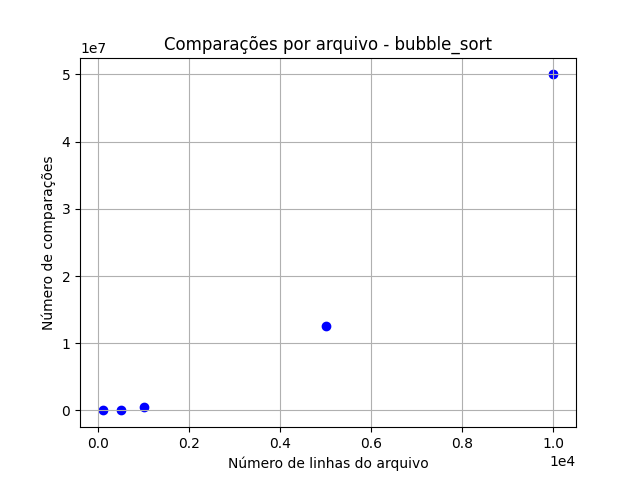 Comparações por arquivo - bubble_sort
1e7
5
4
3
2
1
0
Número de comparações
0.0 0.2 0.4 0.6 0.8 1.0
1e4
Número de linhas do arquivo